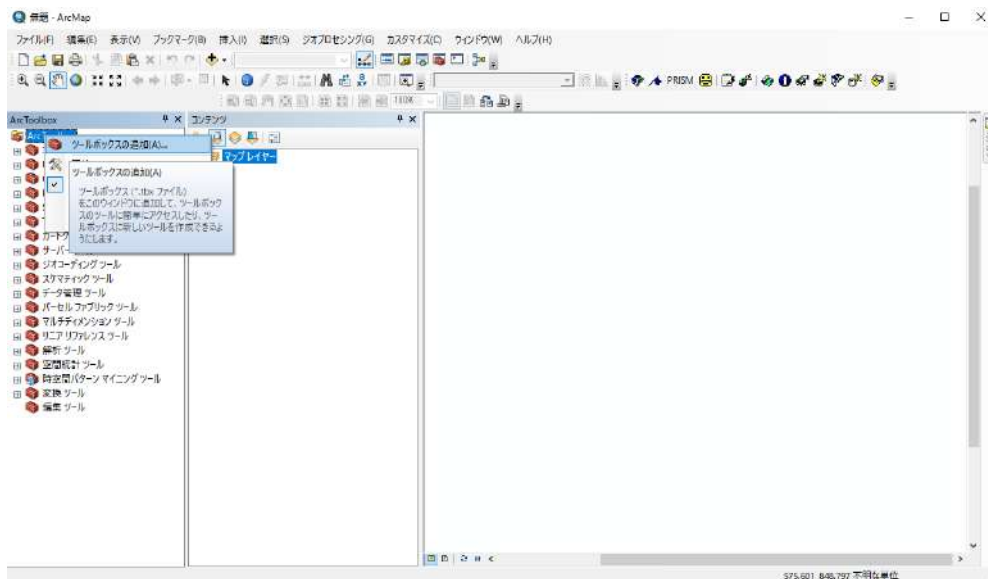 無題 - ArcMap
ファイル(F) 編集(E) 表示(V) ブックマーク(B) 挿入(I) 選択(S) ジオプロセシング(G) カスタマイズ(C) ウィンドウ(W) ヘルプ(H)
PRISM
110%
ArcToolbox
コンテンツ
ツールボックスの追加(A)...
マップ レイヤー
ツールボックスの追加(A)
ツールボックス (*.tbx ファイル)
をこのウィンドウに追加して、ツールボック
スのツールに簡単にアクセスしたり、ツー
ルボックスに新しいツールを作成できるよ
うにします。
ジオコーディング ツール
スケマティック ツール
データ管理 ツール
パーセル ファブリック ツール
マルチディメンション ツール
リニア リファレンス ツール
解析 ツール
空間統計 ツール
時空間パターン マイニング ツール
変換 ツール
編集 ツール
575.601 848.797 不明な単位